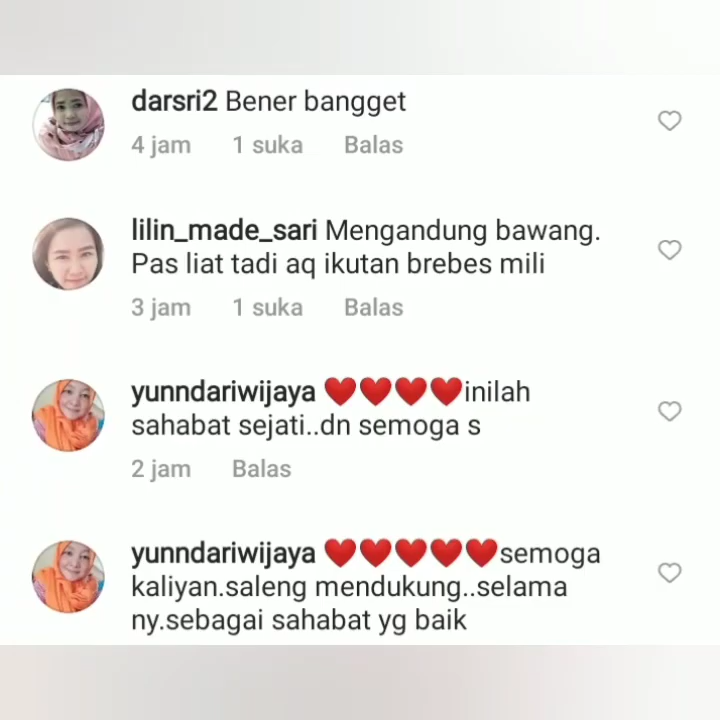 darsri2 Bener bangget
4 jam 1 suka Balas
lilin_made_sari Mengandung bawang.
Pas liat tadi aq ikutan brebes mili
3 jam 1 suka Balas
yunndariwijaya ❤️❤️❤️❤️inilah
sahabat sejati..dn semoga s
2 jam Balas
yunndariwijaya ❤️❤️❤️❤️❤️semoga
kaliyan.saleng mendukung..selama
ny.sebagai sahabat yg baik